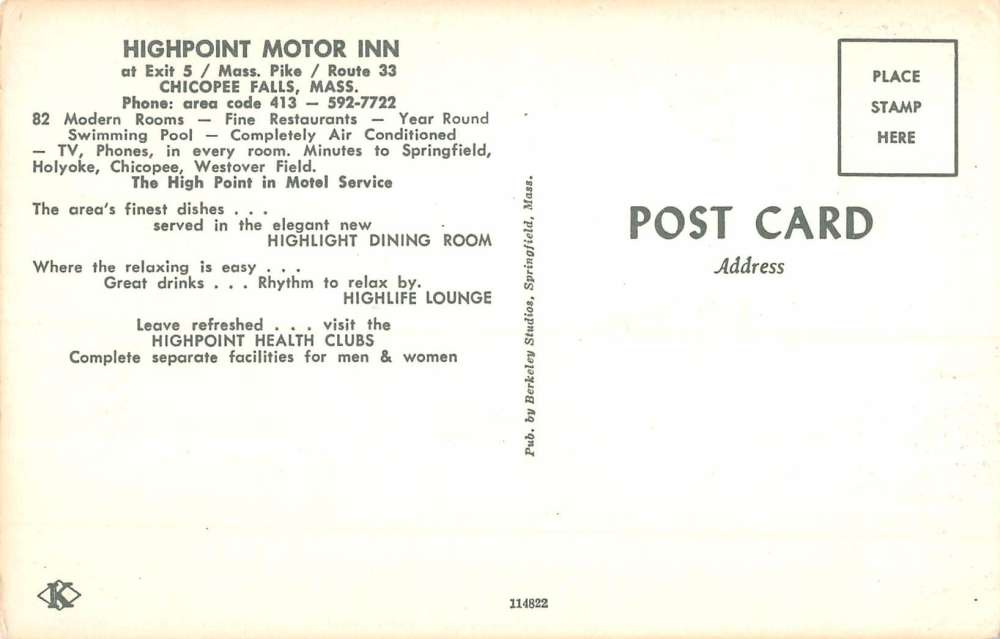 HIGHPOINT MOTOR INN
at Exit 5 / Mass. Pike / Route 33
CHICOPEE FALLS, MASS.
Phone: area code 413 — 592-7722
82 Modern Rooms — Fine Restaurants — Year Round
Swimming Pool — Completely Air Conditioned
— TV, Phones, in every room. Minutes to Springfield,
Holyoke, Chicopee, Westover Field.
The High Point in Motel Service
The area's finest dishes . . .
served in the elegant new
HIGHLIGHT DINING ROOM
Where the relaxing is easy . . .
Great drinks . . . Rhythm to relax by.
HIGHLIFE LOUNGE
Leave refreshed . . . visit the
HIGHPOINT HEALTH CLUBS
Complete separate facilities for men & women
K
Pub. by Berkeley Studios, Springfield, Mass.
114822
PLACE
STAMP
HERE
POST CARD
Address